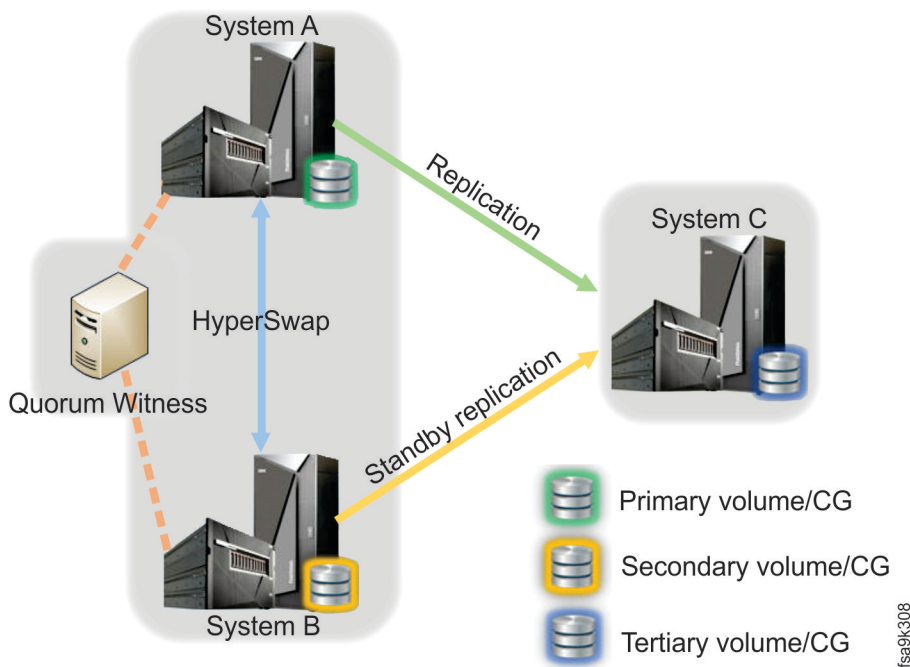 System A
Replication
System C
HyperSwap
Quorum Witness
Standby replication
System B
Primary volume/CG
Secondary volume/CG
Tertiary volume/CG
fsa9k308